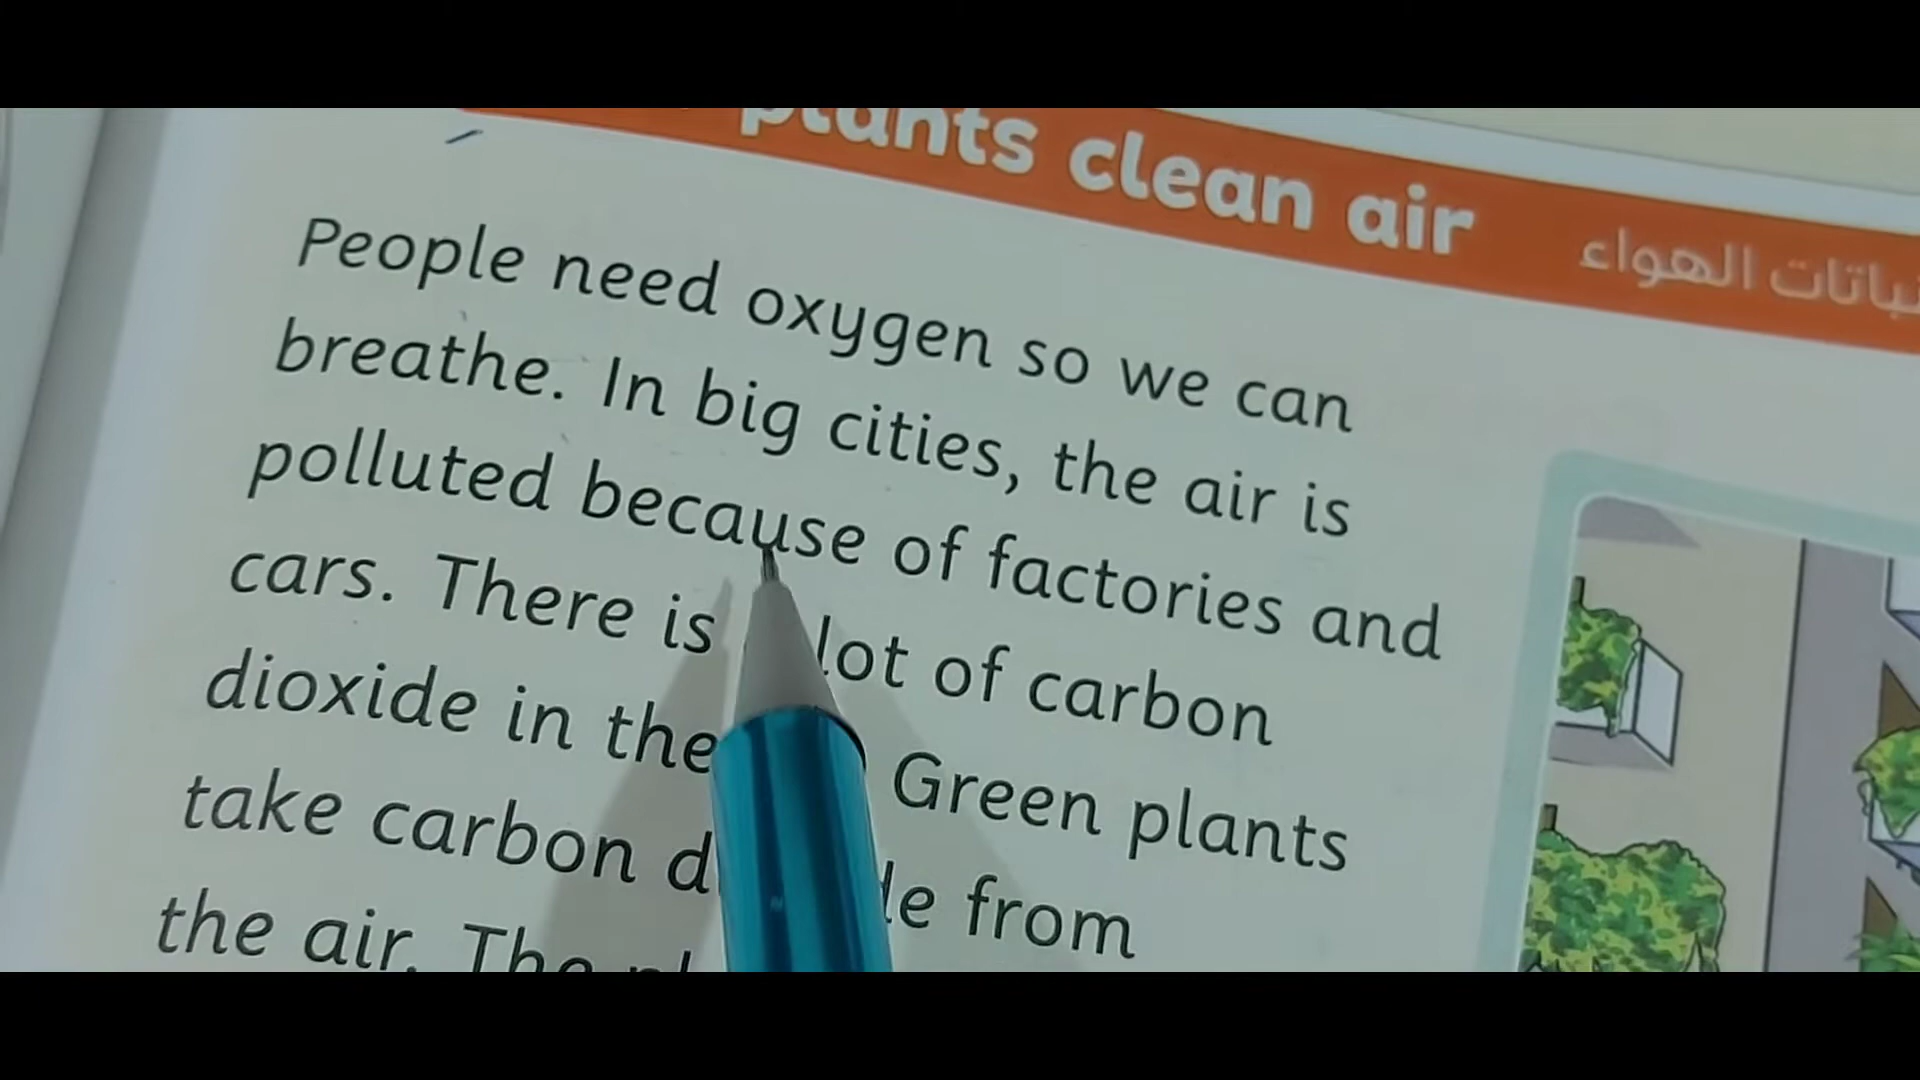 plants clean air
نباتات الهواء
People need oxygen so we can
breathe. In big cities, the air is
polluted because of factories and
cars. There is lot of carbon
dioxide in the Green plants
take carbon from
the air. The